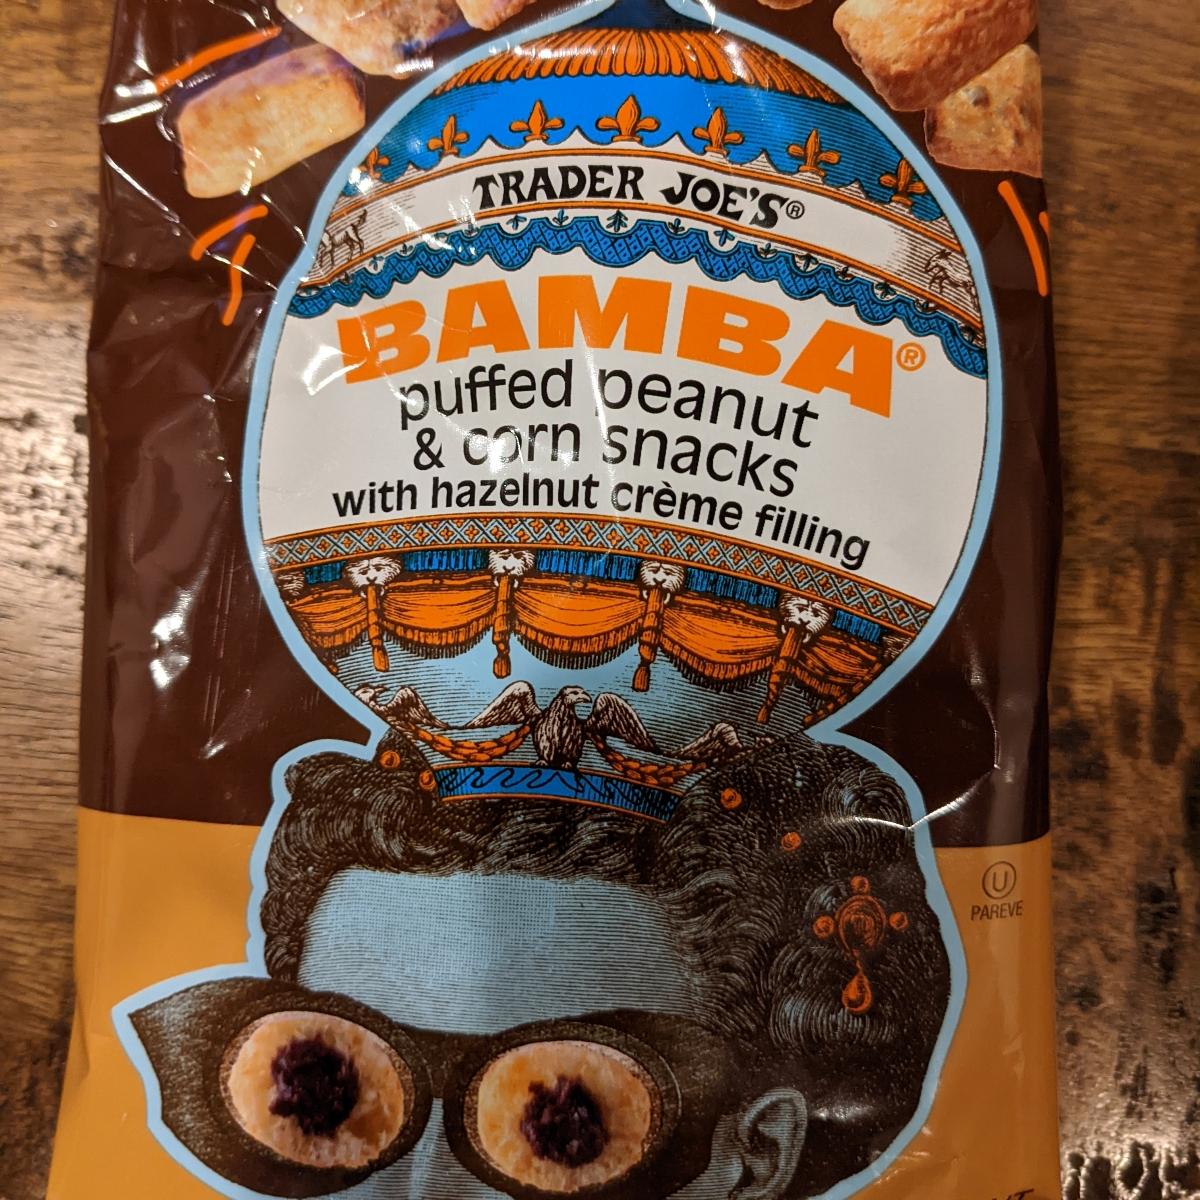 TRADER JOE'S®
BAMBA®
puffed peanut
& corn snacks
with hazelnut crème filling
U
PAREVE